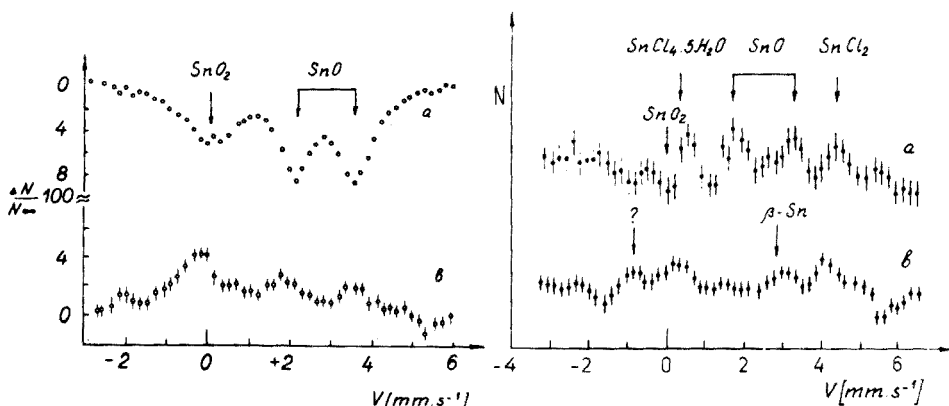 SnO₂
SnO
a
0
4
8
100
ΔN
N∞
4
0
в
-2
0
+2
4
6
V[mm.s⁻¹]
SnCl₄.5H₂O
SnO
SnCl₂
N
SnO₂
a
?
β-Sn
в
-4
-2
0
2
4
6
V[mm.s⁻¹]